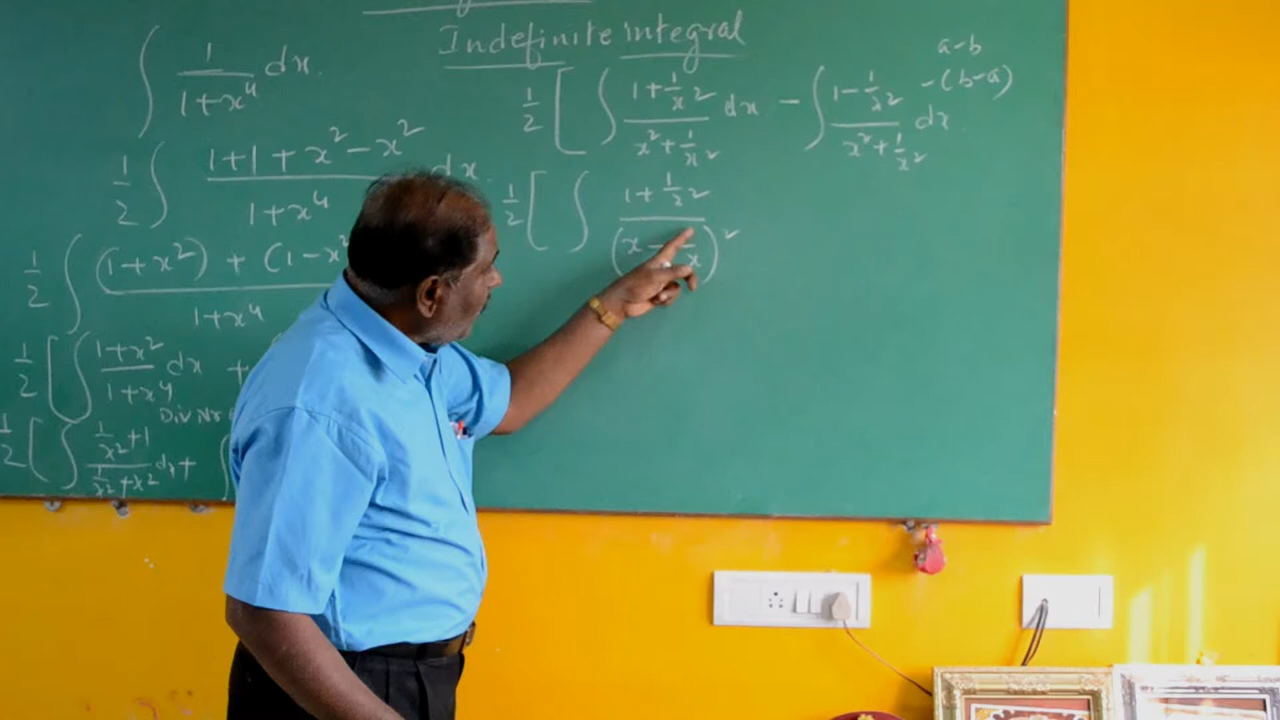 Indefinite integral
∫ 1/(1+x⁴) dx.
1/2 ∫ (1+1+x²-x²)/(1+x⁴) dx.
1/2 ∫ ((1+x²) + (1-x²
1+x⁴
1/2 [ ∫ (1+x²)/(1+x⁴) dx +
Div Nr
1/2 [ ∫ (1/x²+1)/(1/x²+x²) dx + ∫
a-b
-(b-a)
1/2 [ ∫ (1+1/x²)/(x²+1/x²) dx - ∫ (1-1/x²)/(x²+1/x²) dx
1/2 [ ∫ (1+1/x²)/(x - 1/x)²